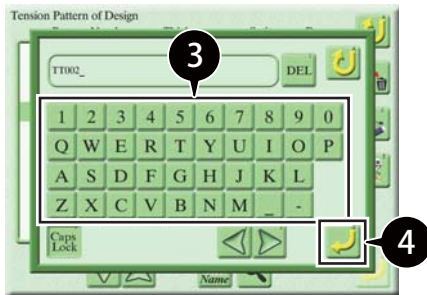 Tension Pattern of Design
3
TT002_
DEL
1 2 3 4 5 6 7 8 9 0
Q W E R T Y U I O P
A S D F G H J K L
Z X C V B N M _ -
Caps
Lock
4
Name